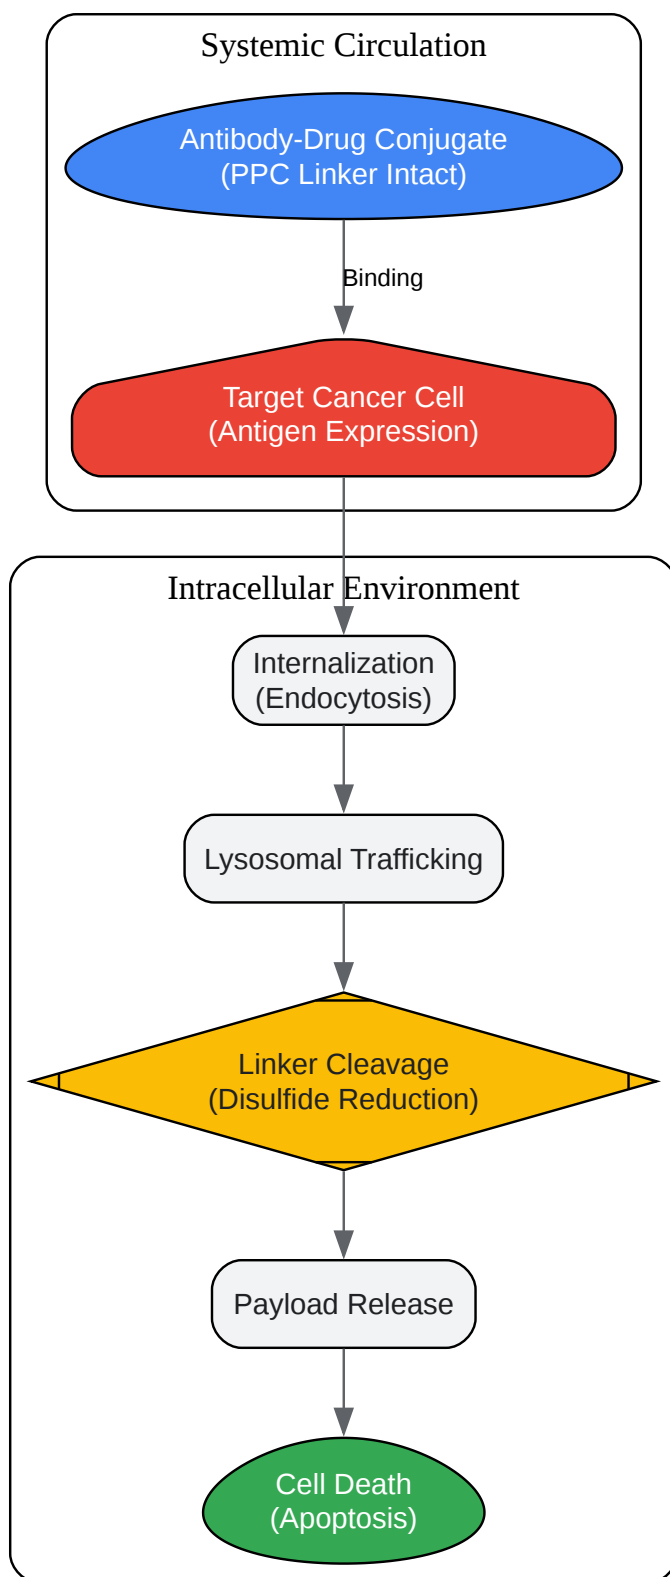 Systemic Circulation
Antibody-Drug Conjugate
(PPC Linker Intact)
Binding
Target Cancer Cell
(Antigen Expression)
Intracellular Environment
Internalization
(Endocytosis)
Lysosomal Trafficking
Linker Cleavage
(Disulfide Reduction)
Payload Release
Cell Death
(Apoptosis)